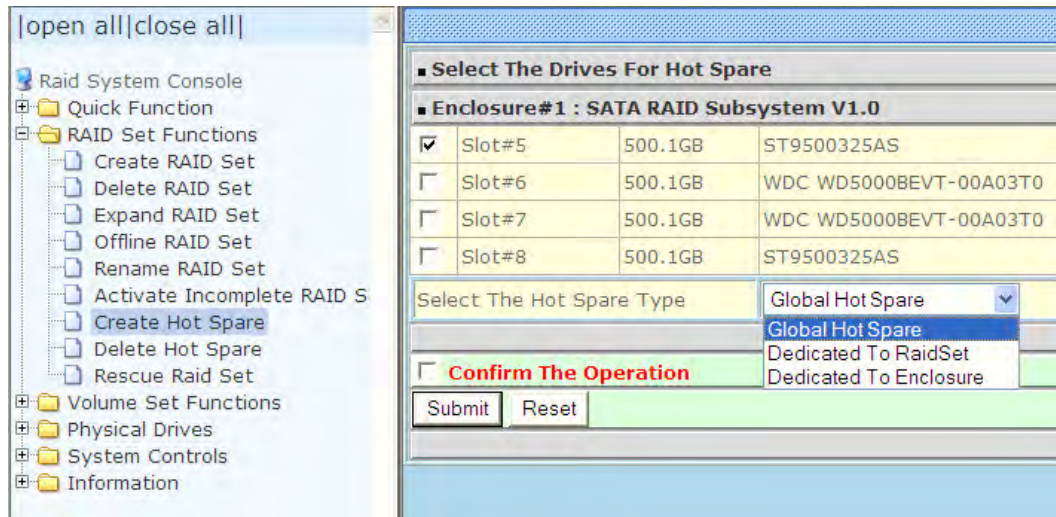 |open all|close all|
Raid System Console
Quick Function
RAID Set Functions
Create RAID Set
Delete RAID Set
Expand RAID Set
Offline RAID Set
Rename RAID Set
Activate Incomplete RAID S
Create Hot Spare
Delete Hot Spare
Rescue Raid Set
Volume Set Functions
Physical Drives
System Controls
Information
Select The Drives For Hot Spare
Enclosure#1 : SATA RAID Subsystem V1.0
Slot#5 500.1GB ST9500325AS
Slot#6 500.1GB WDC WD5000BEVT-00A03T0
Slot#7 500.1GB WDC WD5000BEVT-00A03T0
Slot#8 500.1GB ST9500325AS
Select The Hot Spare Type Global Hot Spare
Global Hot Spare
Dedicated To RaidSet
Dedicated To Enclosure
Confirm The Operation
Submit Reset